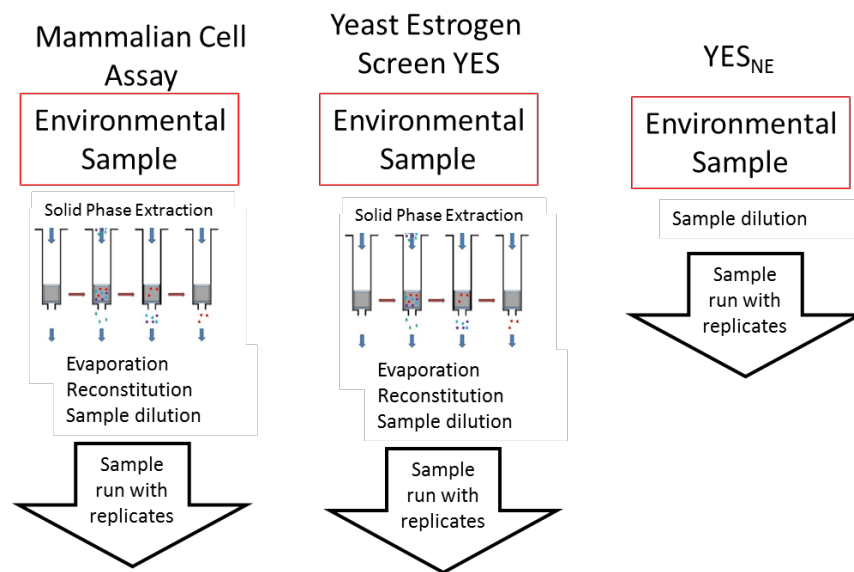 Mammalian Cell
Assay
Environmental
Sample
Solid Phase Extraction
Evaporation
Reconstitution
Sample dilution
Sample
run with
replicates
Yeast Estrogen
Screen YES
Environmental
Sample
Solid Phase Extraction
Evaporation
Reconstitution
Sample dilution
Sample
run with
replicates
YESNE
Environmental
Sample
Sample dilution
Sample
run with
replicates